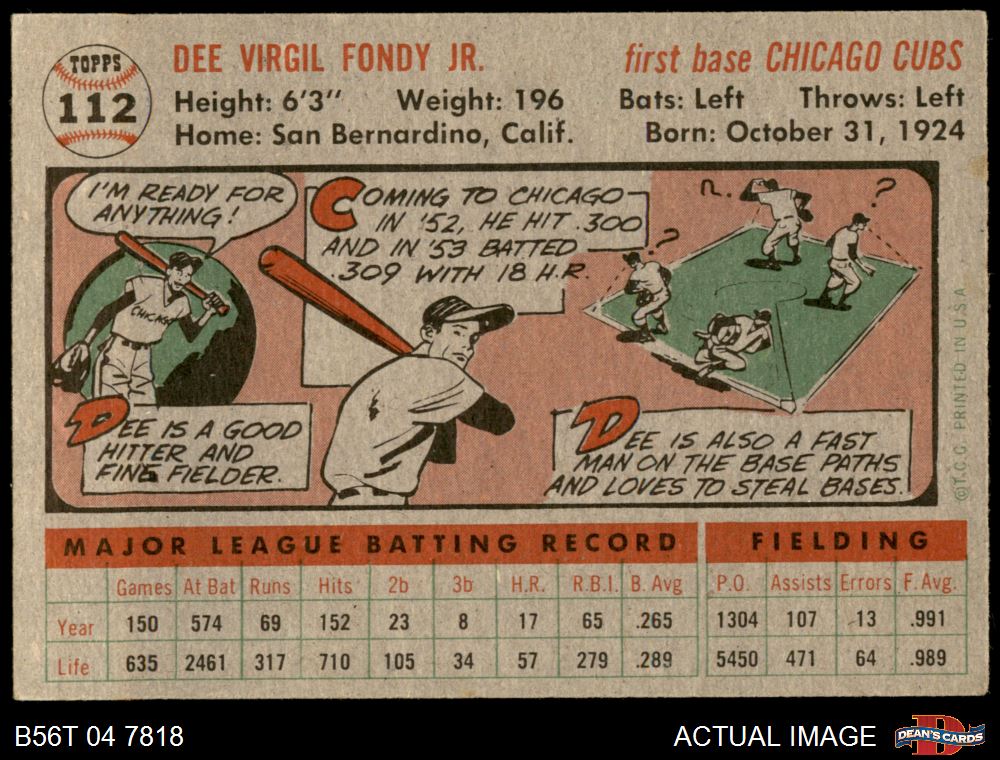 TOPPS
112
DEE VIRGIL FONDY JR.
first base CHICAGO CUBS
Height: 6'3" Weight: 196 Bats: Left Throws: Left
Home: San Bernardino, Calif. Born: October 31, 1924
I'M READY FOR
ANYTHING!
CHICAGO
COMING TO CHICAGO
IN '52, HE HIT .300
AND IN '53 BATTED
.309 WITH 18 H.R.
?
?
?
DEE IS A GOOD
HITTER AND
FINE FIELDER.
DEE IS ALSO A FAST
MAN ON THE BASE PATHS
AND LOVES TO STEAL BASES.
©T.C.C. PRINTED IN U.S.A.
MAJOR LEAGUE BATTING RECORD FIELDING
Games At Bat Runs Hits 2b 3b H.R. R.B.I. B. Avg P.O. Assists Errors F. Avg.
Year 150 574 69 152 23 8 17 65 .265 1304 107 13 .991
Life 635 2461 317 710 105 34 57 279 .289 5450 471 64 .989
B56T 04 7818
ACTUAL IMAGE
D
DEAN'S CARDS